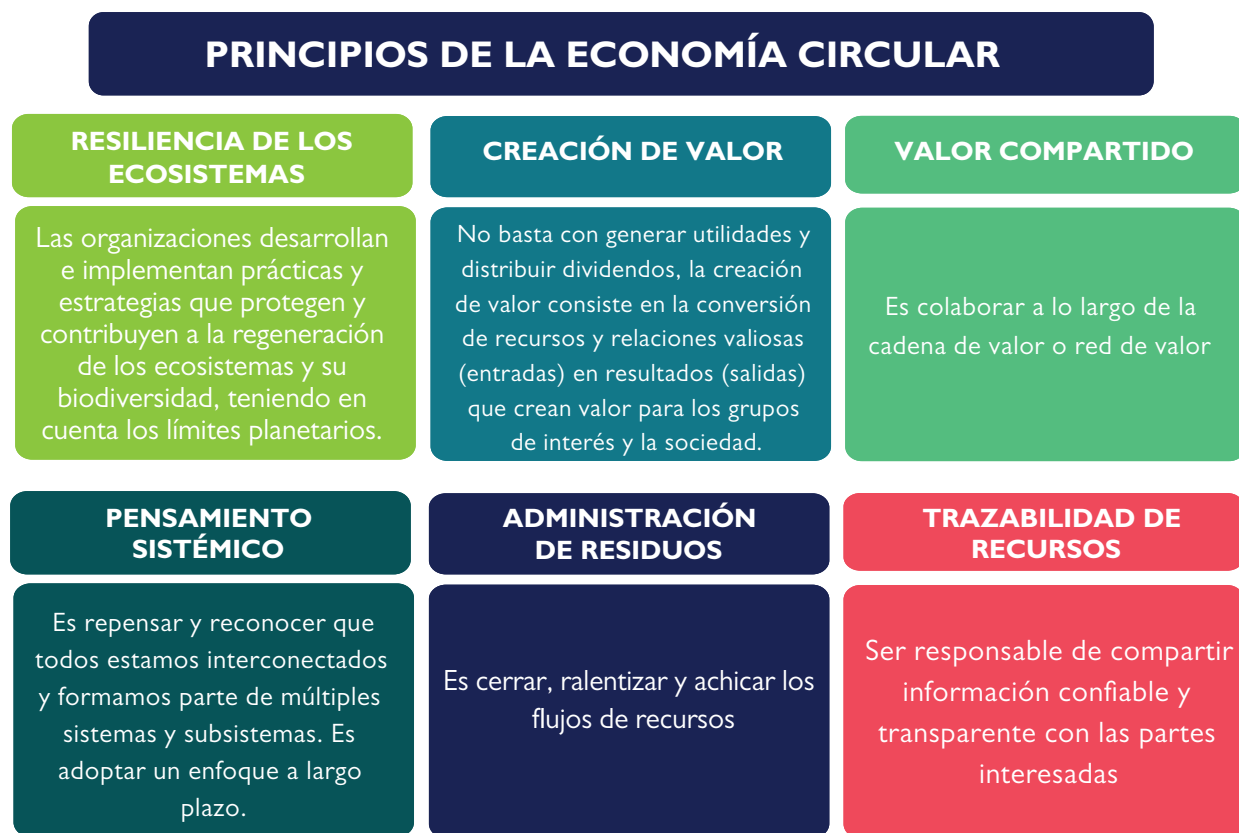 PRINCIPIOS DE LA ECONOMÍA CIRCULAR
RESILIENCIA DE LOS
ECOSISTEMAS
Las organizaciones desarrollan
e implementan prácticas y
estrategias que protegen y
contribuyen a la regeneración
de los ecosistemas y su
biodiversidad, teniendo en
cuenta los límites planetarios.
CREACIÓN DE VALOR
No basta con generar utilidades y
distribuir dividendos, la creación
de valor consiste en la conversión
de recursos y relaciones valiosas
(entradas) en resultados (salidas)
que crean valor para los grupos
de interés y la sociedad.
VALOR COMPARTIDO
Es colaborar a lo largo de la
cadena de valor o red de valor
PENSAMIENTO
SISTÉMICO
Es repensar y reconocer que
todos estamos interconectados
y formamos parte de múltiples
sistemas y subsistemas. Es
adoptar un enfoque a largo
plazo.
ADMINISTRACIÓN
DE RESIDUOS
Es cerrar, ralentizar y achicar los
flujos de recursos
TRAZABILIDAD DE
RECURSOS
Ser responsable de compartir
información confiable y
transparente con las partes
interesadas